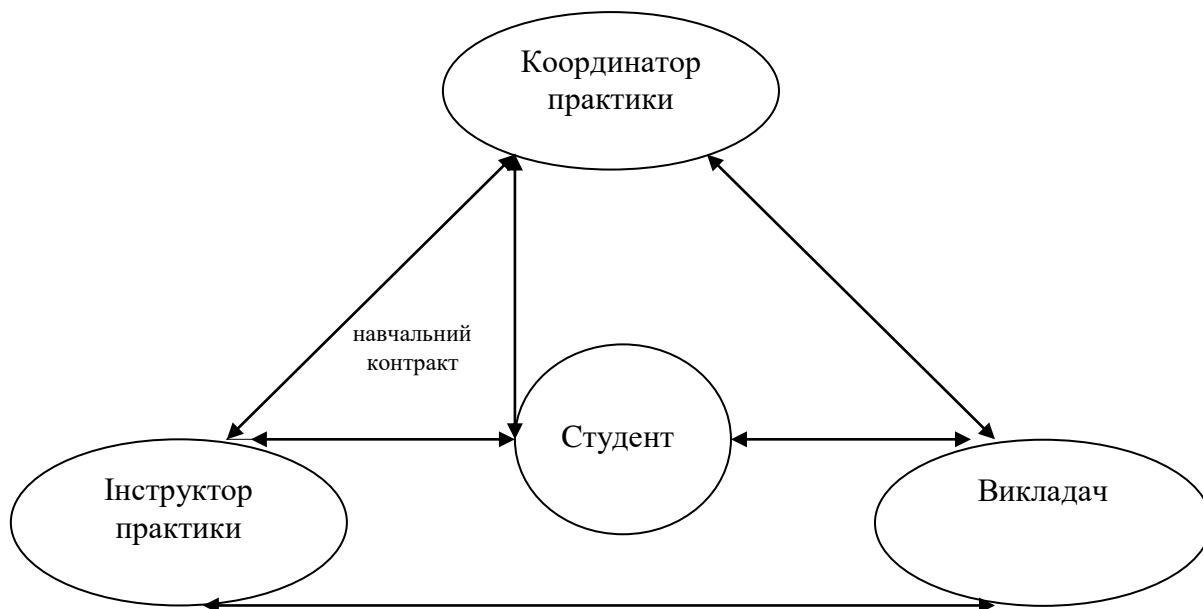 Координатор
практики
навчальний
контракт
Студент
Інструктор
практики
Викладач